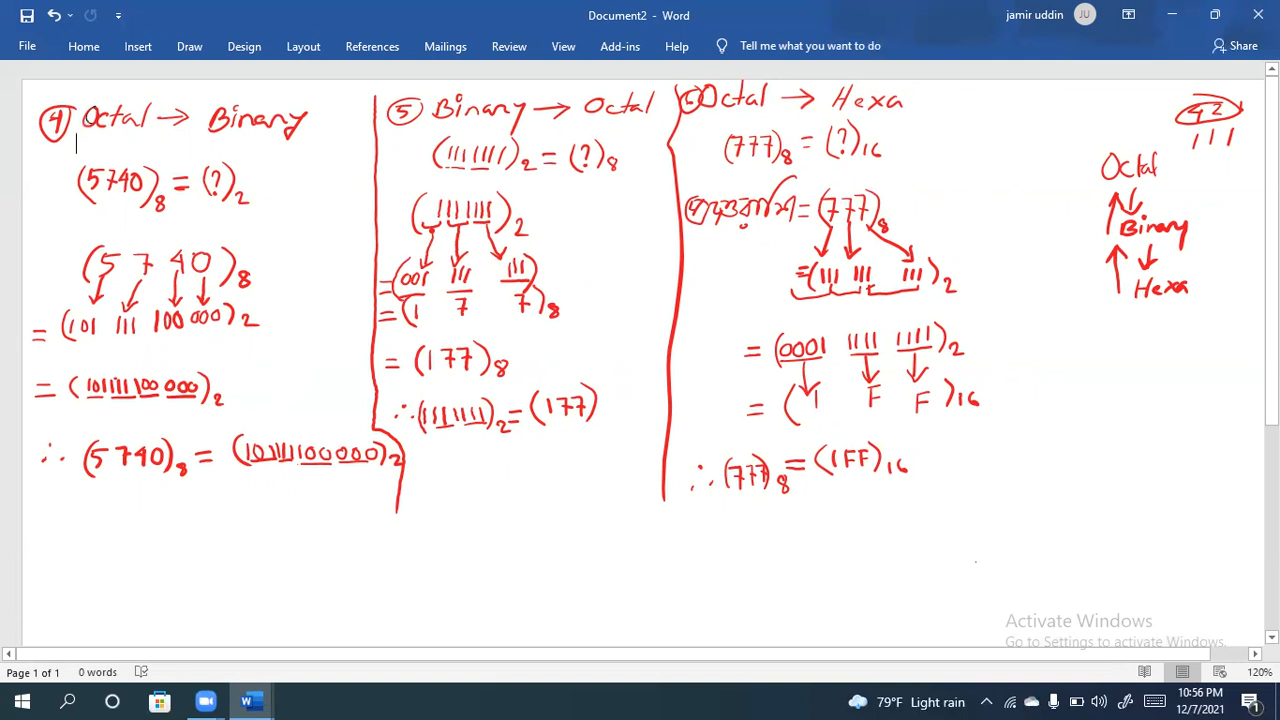 Document2 - Word
jamir uddin
JU
File Home Insert Draw Design Layout References Mailings Review View Add-ins Help Tell me what you want to do Share
④ Octal → Binary
(5740)₈ = (?)₂
(5 7 4 0)₈
= (101 111 100 000)₂
= (101111100000)₂
∴ (5740)₈ = (101111100000)₂
⑤ Binary → Octal
(1111111)₂ = (?)₈
(1111111)₂
= (001 111 111)
= (1 7 7)₈
= (177)₈
∴ (1111111)₂ = (177)
⑥ Octal → Hexa
(777)₈ = (?)₁₆
= (777)₈
= (111 111 111)₂
= (0001 1111 1111)₂
= (1 F F)₁₆
∴ (777)₈ = (1FF)₁₆
42
111
Octal
↑↓
Binary
↑↓
Hexa
Activate Windows
Go to Settings to activate Windows.
Page 1 of 1 0 words
120%
79°F Light rain
10:56 PM
12/7/2021
1